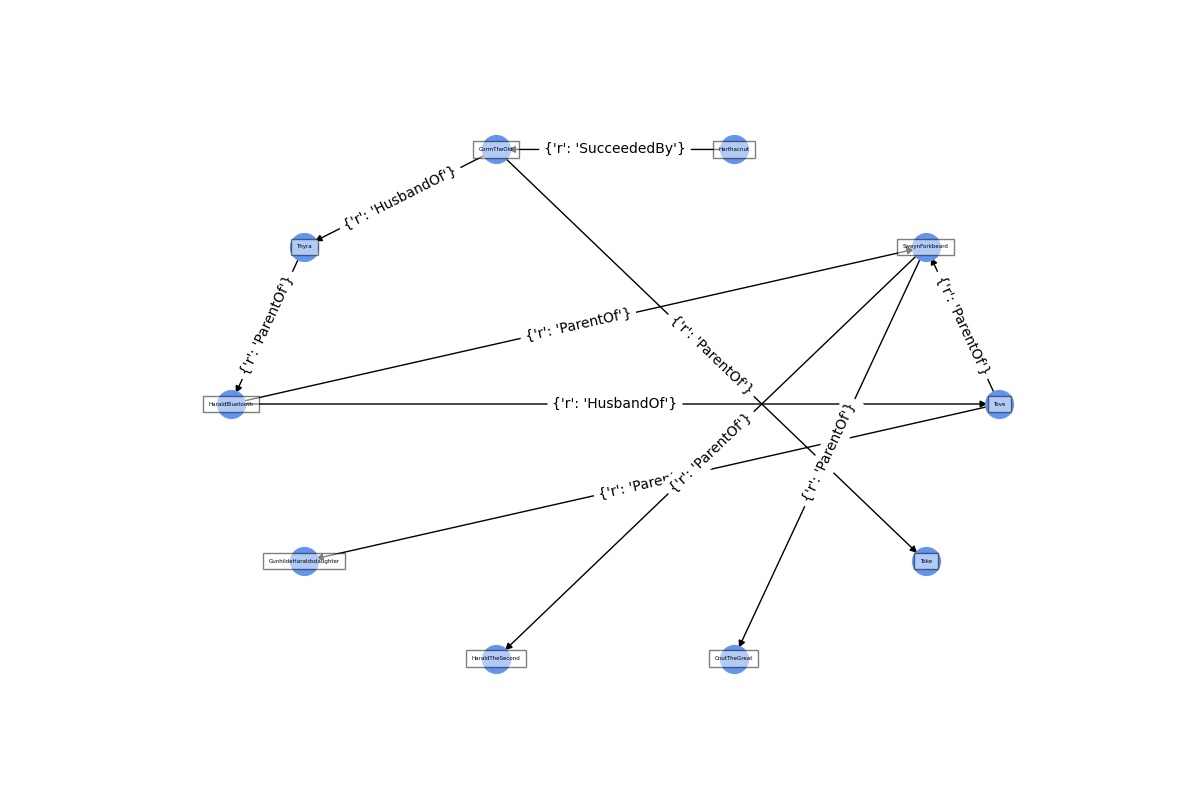 GormTheOld
{'r': 'SucceededBy'}
Harthacnut
{'r': 'HusbandOf'}
Thyra
SweynForkbeard
{'r': 'ParentOf'}
{'r': 'ParentOf'}
{'r': 'ParentOf'}
{'r': 'ParentOf'}
HaraldBluetooth
{'r': 'HusbandOf'}
Tove
{'r': 'ParentOf'}
{'r': 'ParentOf'}
{'r': 'Paren
GunhildeHaraldsdaughter
Toke
HaraldTheSecond
CnutTheGreat